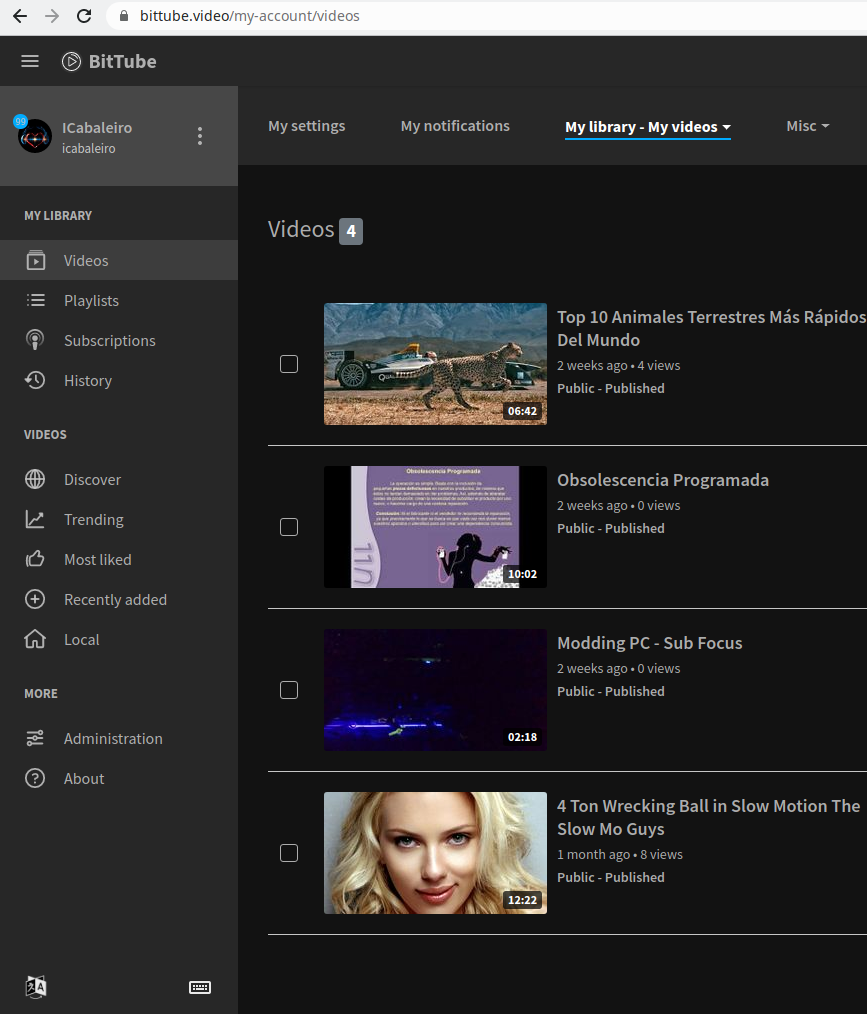 bittube.video/my-account/videos
BitTube
99
ICabaleiro
icabaleiro
My settings
My notifications
My library - My videos
Misc
MY LIBRARY
Videos
Playlists
Subscriptions
History
VIDEOS
Discover
Trending
Most liked
Recently added
Local
MORE
Administration
About
Videos 4
06:42
Top 10 Animales Terrestres Más Rápidos
Del Mundo
2 weeks ago • 4 views
Public - Published
Obsolescencia Programada
10:02
Obsolescencia Programada
2 weeks ago • 0 views
Public - Published
02:18
Modding PC - Sub Focus
2 weeks ago • 0 views
Public - Published
12:22
4 Ton Wrecking Ball in Slow Motion The
Slow Mo Guys
1 month ago • 8 views
Public - Published